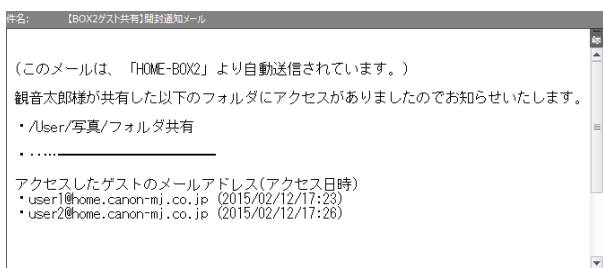 件名: 【BOX2ゲスト共有】開封通知メール
(このメールは、「HOME-BOX2」より自動送信されています。)
観音太郎様が共有した以下のフォルダにアクセスがありましたのでお知らせいたします。
・/User/写真/フォルダ共有
・……
アクセスしたゲストのメールアドレス(アクセス日時)
・user1@home.canon-mj.co.jp (2015/02/12/17:23)
・user2@home.canon-mj.co.jp (2015/02/12/17:26)